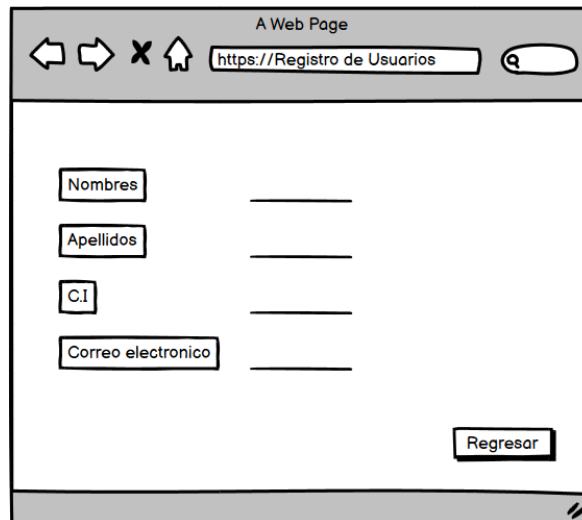 A Web Page
https://Registro de Usuarios
Nombres
Apellidos
C.I
Correo electronico
Regresar